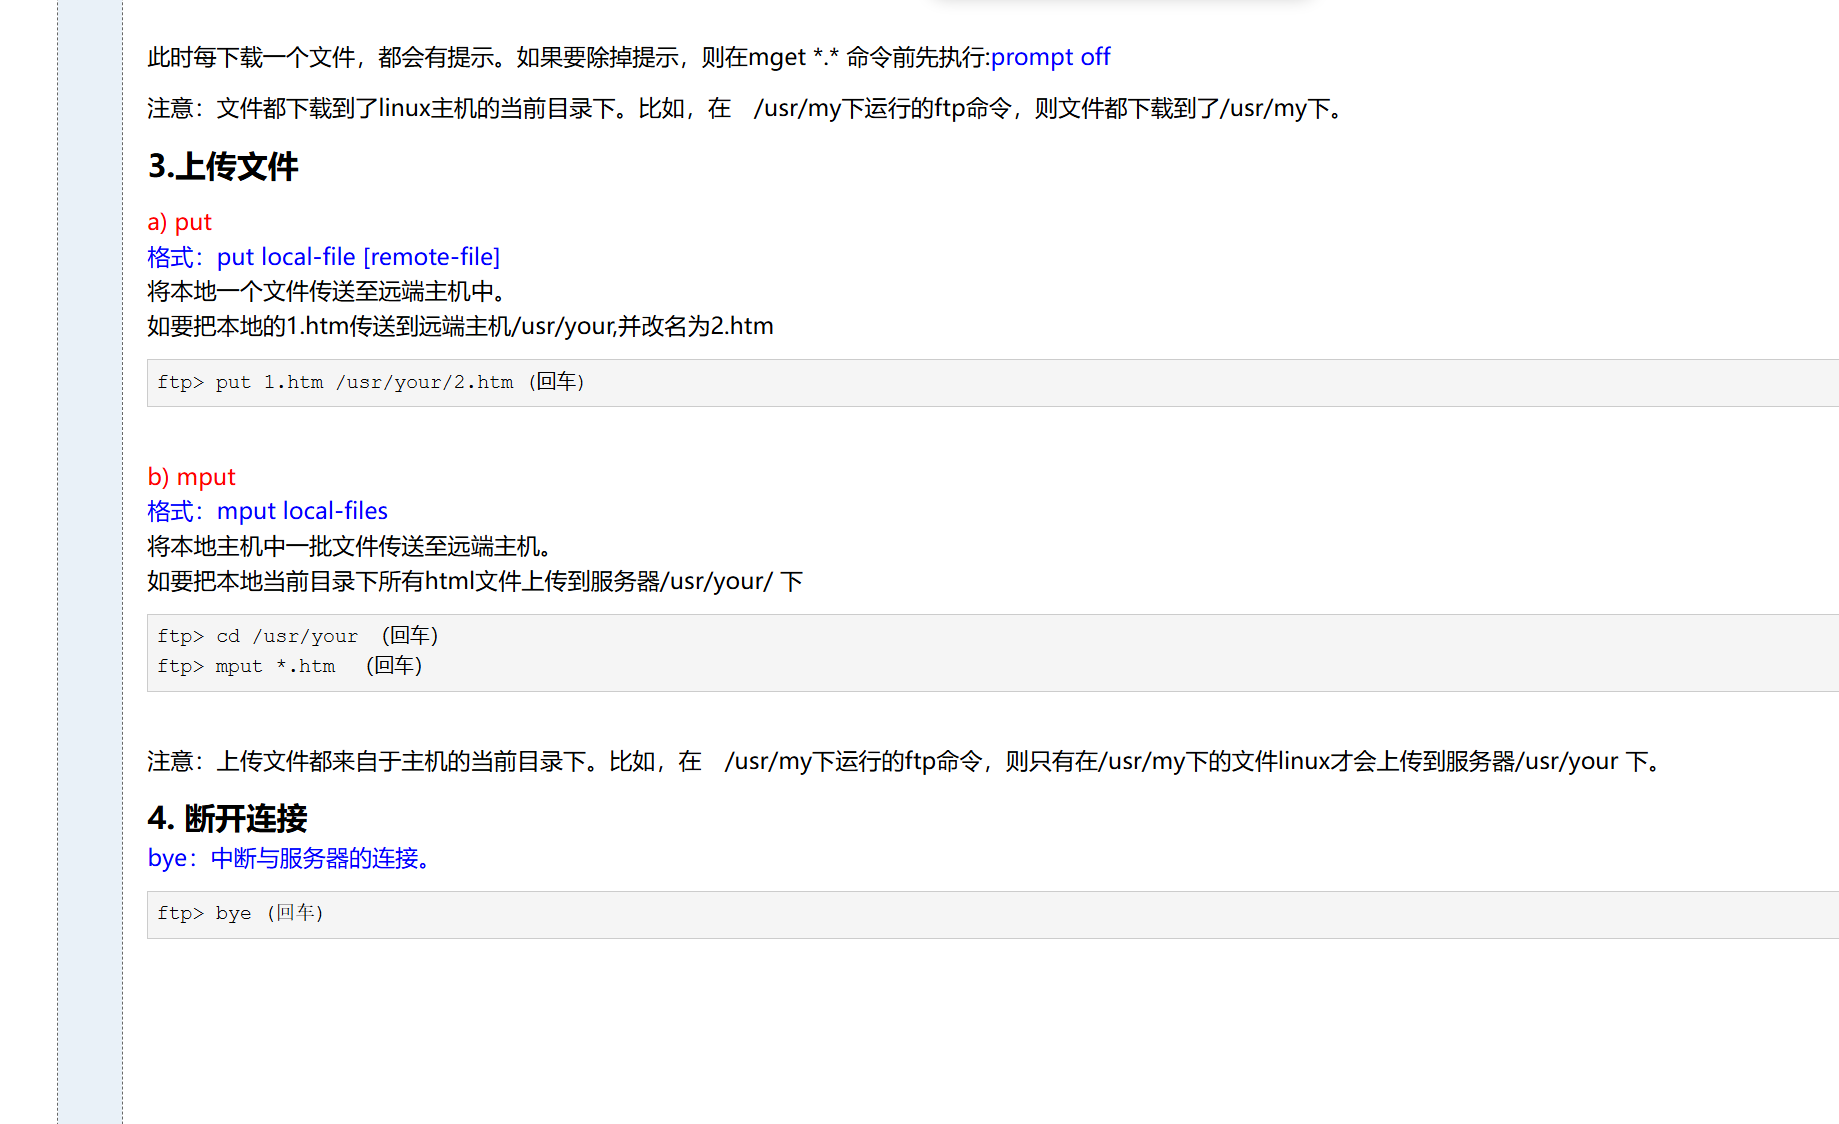 此时每下载一个文件，都会有提示。如果要除掉提示，则在mget *.* 命令前先执行:prompt off
注意：文件都下载到了linux主机的当前目录下。比如，在　/usr/my下运行的ftp命令，则文件都下载到了/usr/my下。
3.上传文件
a) put
格式：put local-file [remote-file]
将本地一个文件传送至远端主机中。
如要把本地的1.htm传送到远端主机/usr/your,并改名为2.htm
ftp> put 1.htm /usr/your/2.htm (回车)
b) mput
格式：mput local-files
将本地主机中一批文件传送至远端主机。
如要把本地当前目录下所有html文件上传到服务器/usr/your/ 下
ftp> cd /usr/your （回车）
ftp> mput *.htm （回车）
注意：上传文件都来自于主机的当前目录下。比如，在　/usr/my下运行的ftp命令，则只有在/usr/my下的文件linux才会上传到服务器/usr/your 下。
4. 断开连接
bye：中断与服务器的连接。
ftp> bye (回车)